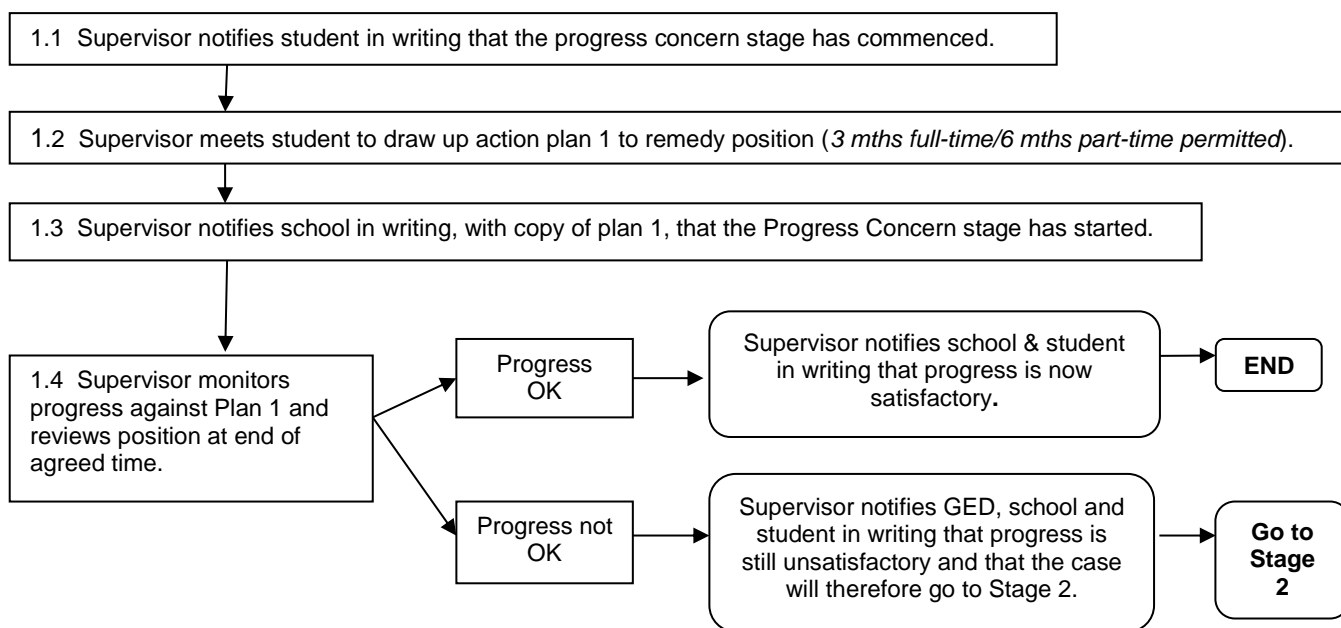 1.1 Supervisor notifies student in writing that the progress concern stage has commenced.
1.2 Supervisor meets student to draw up action plan 1 to remedy position (3 mths full-time/6 mths part-time permitted).
1.3 Supervisor notifies school in writing, with copy of plan 1, that the Progress Concern stage has started.
1.4 Supervisor monitors
progress against Plan 1 and
reviews position at end of
agreed time.
Progress
OK
Supervisor notifies school & student
in writing that progress is now
satisfactory.
END
Progress not
OK
Supervisor notifies GED, school and
student in writing that progress is
still unsatisfactory and that the case
will therefore go to Stage 2.
Go to
Stage
2